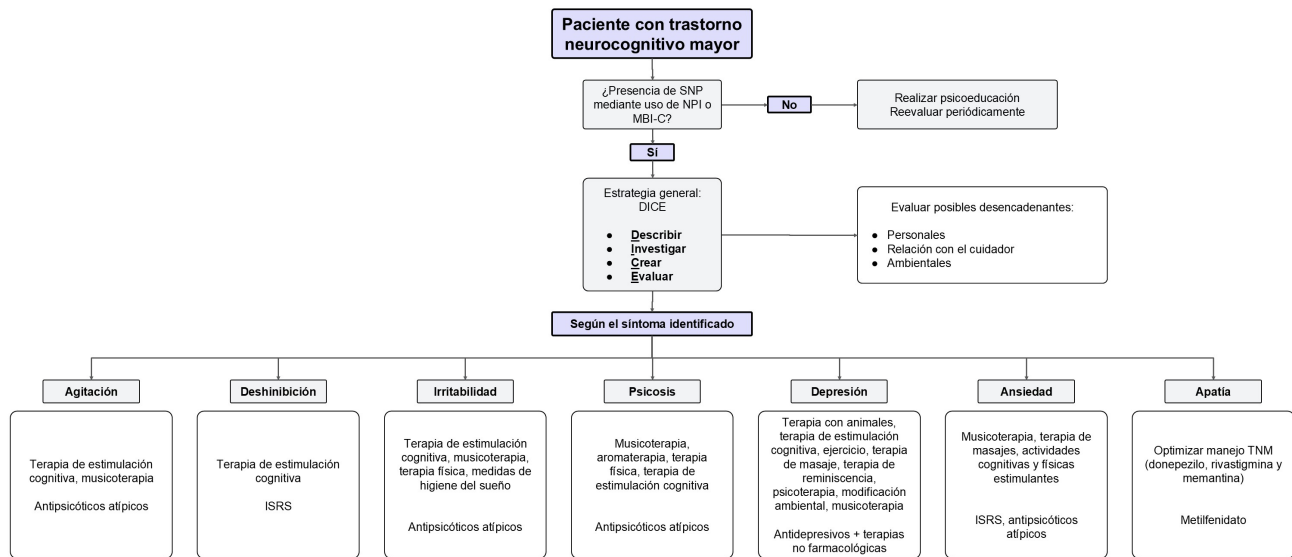 Paciente con trastorno
neurocognitivo mayor
¿Presencia de SNP
mediante uso de NPI o
MBI-C?
No
Realizar psicoeducación
Reevaluar periódicamente
Sí
Estrategia general:
DICE
● Describir
● Investigar
● Crear
● Evaluar
Evaluar posibles desencadenantes:
● Personales
● Relación con el cuidador
● Ambientales
Según el síntoma identificado
Agitación
Terapia de estimulación
cognitiva, musicoterapia
Antipsicóticos atípicos
Deshinibición
Terapia de estimulación
cognitiva
ISRS
Irritabilidad
Terapia de estimulación
cognitiva, musicoterapia,
terapia física, medidas de
higiene del sueño
Antipsicóticos atípicos
Psicosis
Musicoterapia,
aromaterapia, terapia
física, terapia de
estimulación cognitiva
Antipsicóticos atípicos
Depresión
Terapia con animales,
terapia de estimulación
cognitiva, ejercicio, terapia
de masaje, terapia de
reminiscencia,
psicoterapia, modificación
ambiental, musicoterapia
Antidepresivos + terapias
no farmacológicas
Ansiedad
Musicoterapia, terapia de
masajes, actividades
cognitivas y físicas
estimulantes
ISRS, antipsicóticos
atípicos
Apatía
Optimizar manejo TNM
(donepezilo, rivastigmina y
memantina)
Metilfenidato